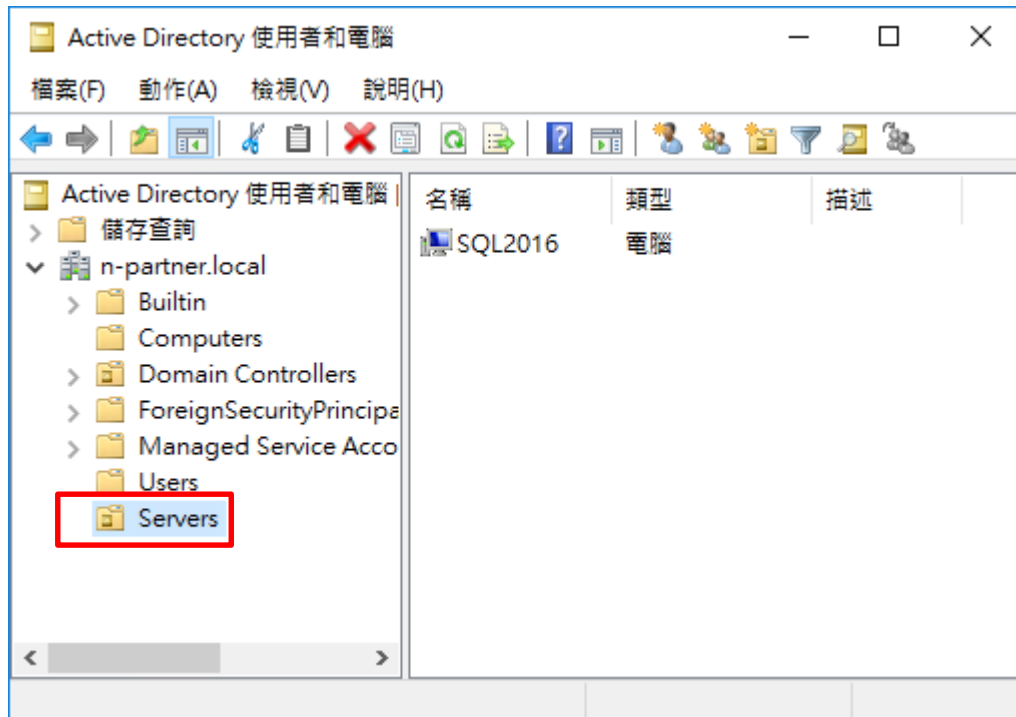 Active Directory 使用者和電腦
檔案(F) 動作(A) 檢視(V) 說明(H)
Active Directory 使用者和電腦
儲存查詢
n-partner.local
Builtin
Computers
Domain Controllers
ForeignSecurityPrincipa
Managed Service Acco
Users
Servers
名稱 類型 描述
SQL2016 電腦